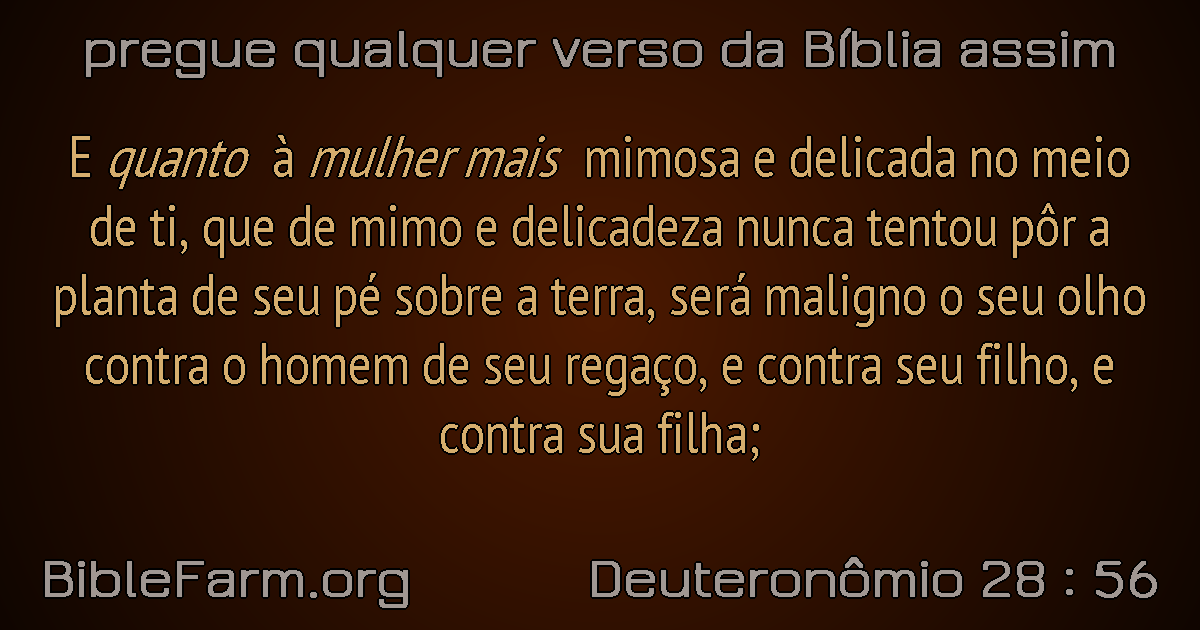 pregue qualquer verso da Bíblia assim
E quanto à mulher mais mimosa e delicada no meio
de ti, que de mimo e delicadeza nunca tentou pôr a
planta de seu pé sobre a terra, será maligno o seu olho
contra o homem de seu regaço, e contra seu filho, e
contra sua filha;
BibleFarm.org
Deuteronômio 28 : 56